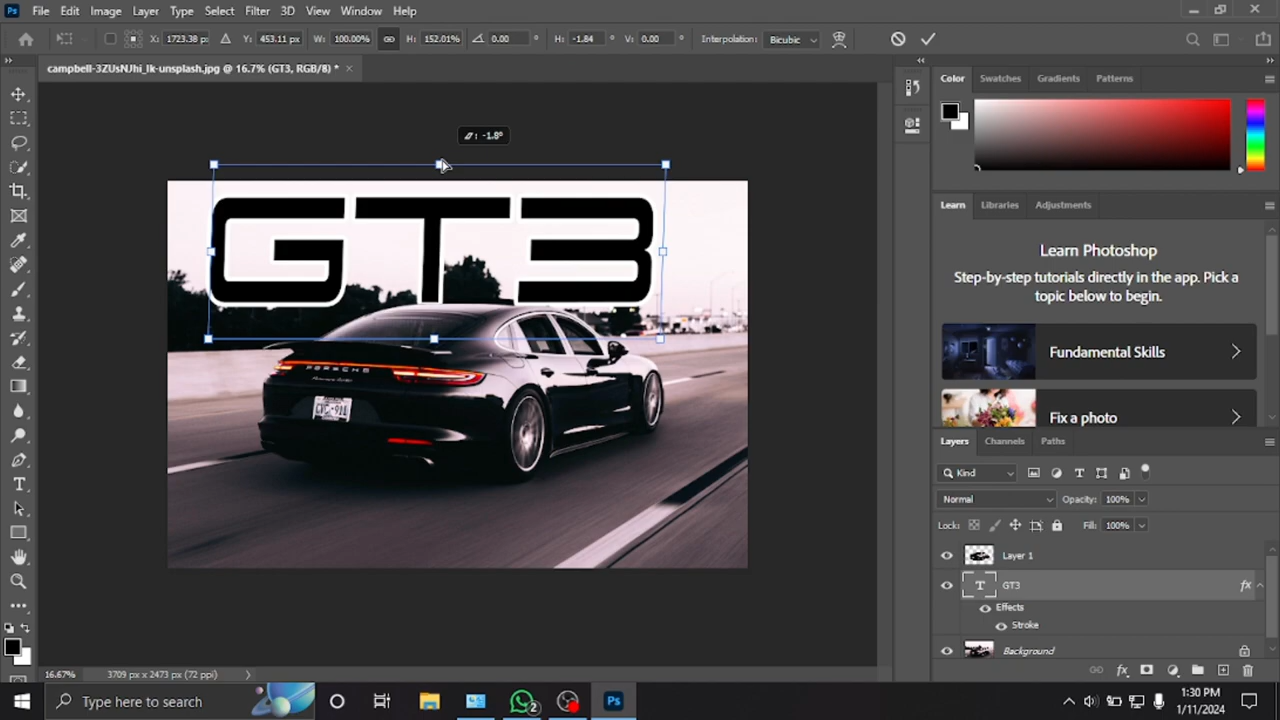 Ps File Edit Image Layer Type Select Filter 3D View Window Help
X: 1723.38 px Y: 453.11 px W: 100.00% H: 152.01% 0.00 ° H: -1.84 ° V: 0.00 ° Interpolation: Bicubic
campbell-3ZUsNJhi_Ik-unsplash.jpg @ 16.7% (GT3, RGB/8) * ×
Color Swatches Gradients Patterns
: -1.8°
GT3
PORSCHE
Learn Libraries Adjustments
Learn Photoshop
Step-by-step tutorials directly in the app. Pick a
topic below to begin.
Fundamental Skills
Fix a photo
Layers Channels Paths
Kind
Normal Opacity: 100%
Lock: Fill: 100%
Layer 1
T GT3 fx
Effects
Stroke
Background
16.67% 3709 px x 2473 px (72 ppi)
fx
Type here to search
2
Ps
1:30 PM
1/11/2024